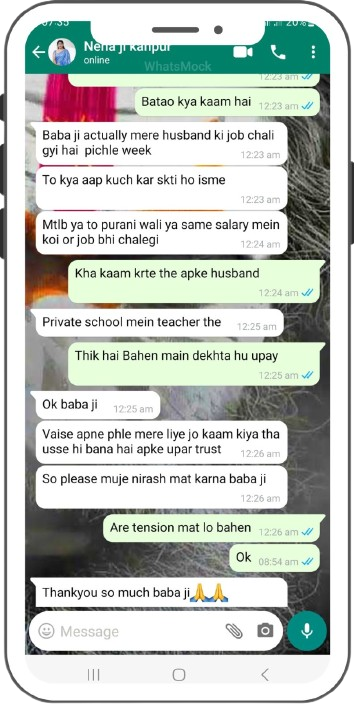 07:35
20%
Neha ji kanpur
online
WhatsMock
12:23 am
Batao kya kaam hai 12:23 am
Baba ji actually mere husband ki job chali
gyi hai pichle week
12:23 am
To kya aap kuch kar skti ho isme
12:23 am
Mtlb ya to purani wali ya same salary mein
koi or job bhi chalegi
12:24 am
Kha kaam krte the apke husband
12:24 am
Private school mein teacher the 12:25 am
Thik hai Bahen main dekhta hu upay
12:25 am
Ok baba ji
12:25 am
Vaise apne phle mere liye jo kaam kiya tha
usse hi bana hai apke upar trust
12:26 am
So please muje nirash mat karna baba ji
12:26 am
Are tension mat lo bahen 12:26 am
Ok 08:54 am
Thankyou so much baba ji🙏🙏
Message